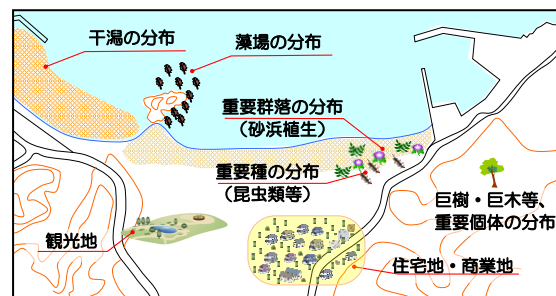 干潟の分布
藻場の分布
重要群落の分布
（砂浜植生）
重要種の分布
（昆虫類等）
巨樹・巨木等、
重要個体の分布
観光地
住宅地・商業地